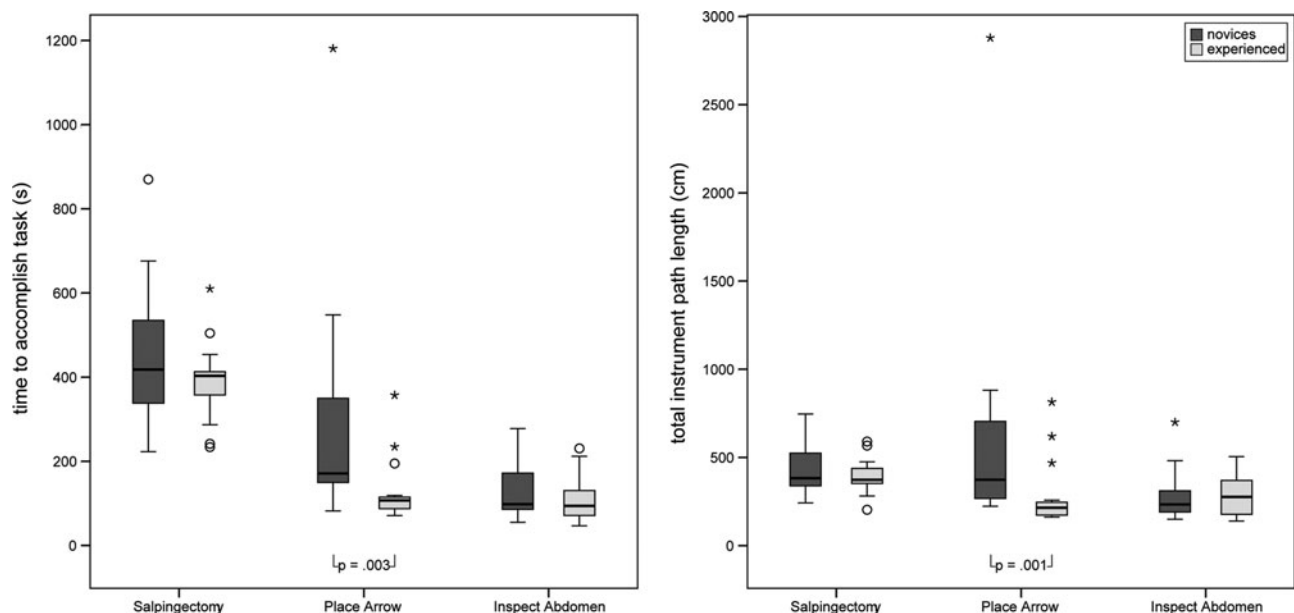 time to accomplish task (s)
1200
1000
800
600
400
200
0
p = .003
Salpingectony
Place Arrow
Inspect Abdomen
total instrument path length (cm)
3000
2500
2000
1500
1000
500
0
novices
experienced
p = .001
Salpingectomy
Place Arrow
Inspect Abdomen